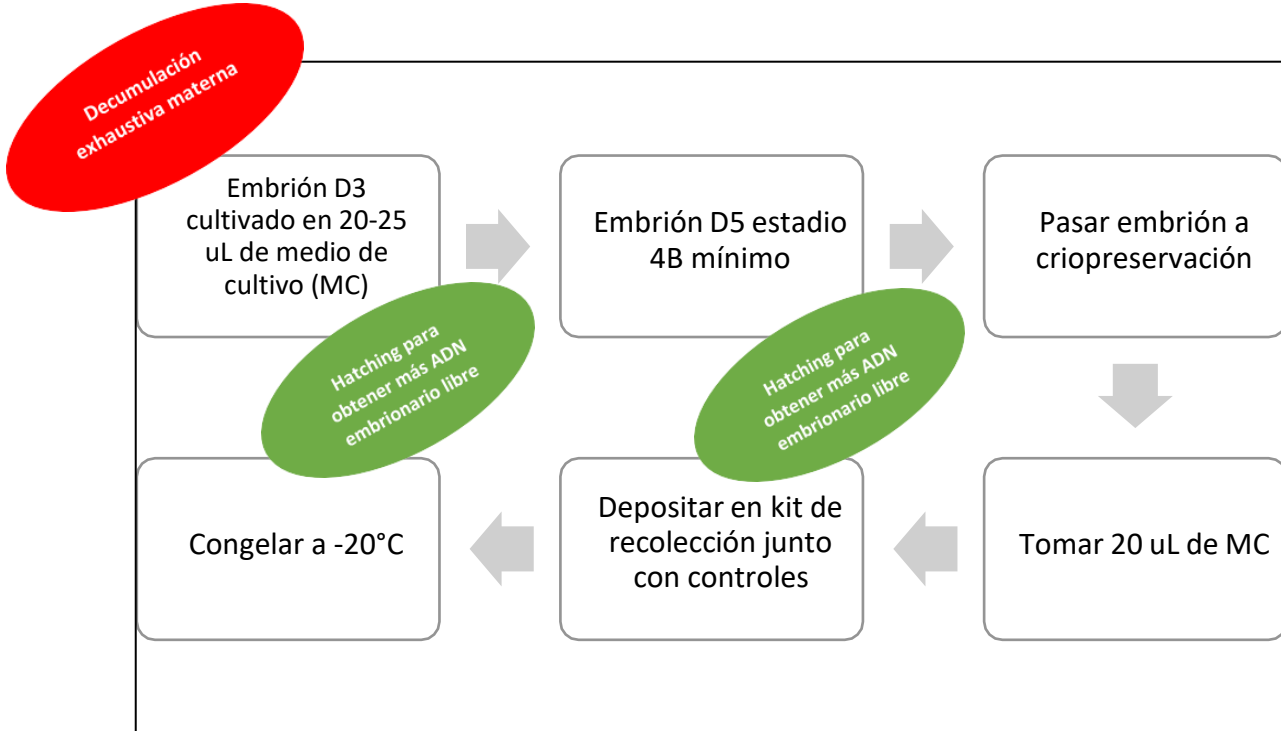 Decumulación
exhaustiva materna
Embrión D3
cultivado en 20-25
uL de medio de
cultivo (MC)
Embrión D5 estadio
4B mínimo
Pasar embrión a
criopreservación
Hatching para
obtener más ADN
embrionario libre
Hatching para
obtener más ADN
embrionario libre
Congelar a -20°C
Depositar en kit de
recolección junto
con controles
Tomar 20 uL de MC